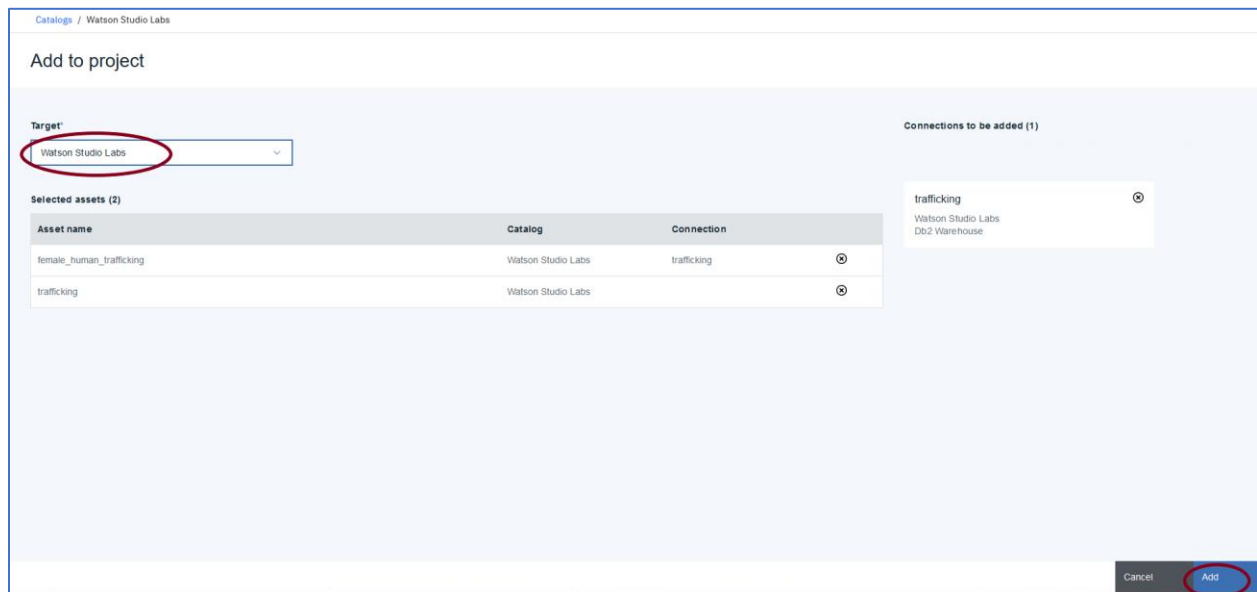 Catalogs / Watson Studio Labs
Add to project
Target*
Watson Studio Labs
Connections to be added (1)
Selected assets (2)
trafficking
Watson Studio Labs
Db2 Warehouse
Asset name Catalog Connection
female_human_trafficking Watson Studio Labs trafficking
trafficking Watson Studio Labs
Cancel Add